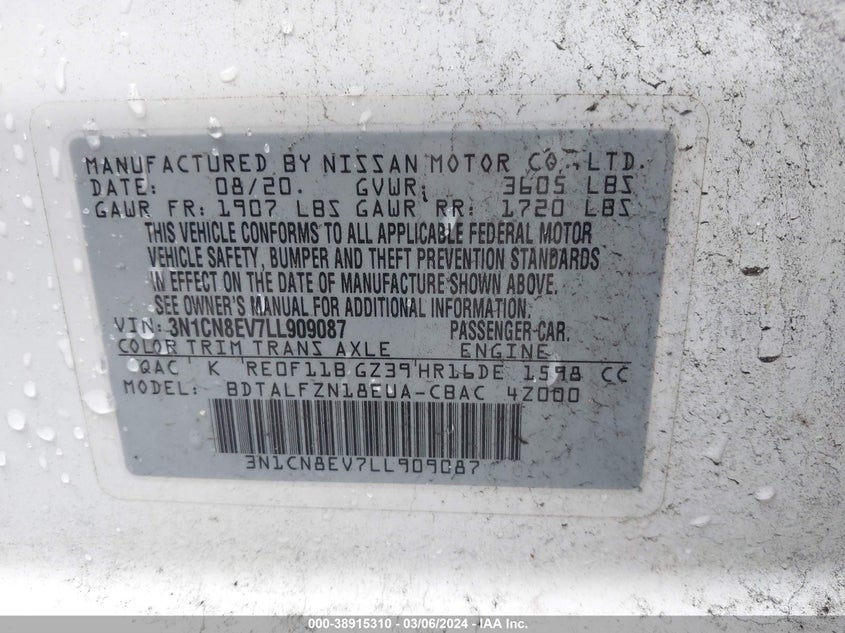 MANUFACTURED BY NISSAN MOTOR CO., LTD.
DATE: 08/20. GVWR: 3605 LBS
GAWR FR: 1907 LBS GAWR RR: 1720 LBS
THIS VEHICLE CONFORMS TO ALL APPLICABLE FEDERAL MOTOR
VEHICLE SAFETY, BUMPER AND THEFT PREVENTION STANDARDS
IN EFFECT ON THE DATE OF MANUFACTURE SHOWN ABOVE.
SEE OWNER'S MANUAL FOR ADDITIONAL INFORMATION.
VIN: 3N1CN8EV7LL909087 PASSENGER-CAR.
COLOR TRIM TRANS AXLE ENGINE
QAC K RE0F11B GZ39 HR16DE 1598 CC
MODEL: BDTALFZN18EUA-CBAC 4Z000
3N1CN8EV7LL909087
000-38915310 - 03/06/2024 - IAA Inc.